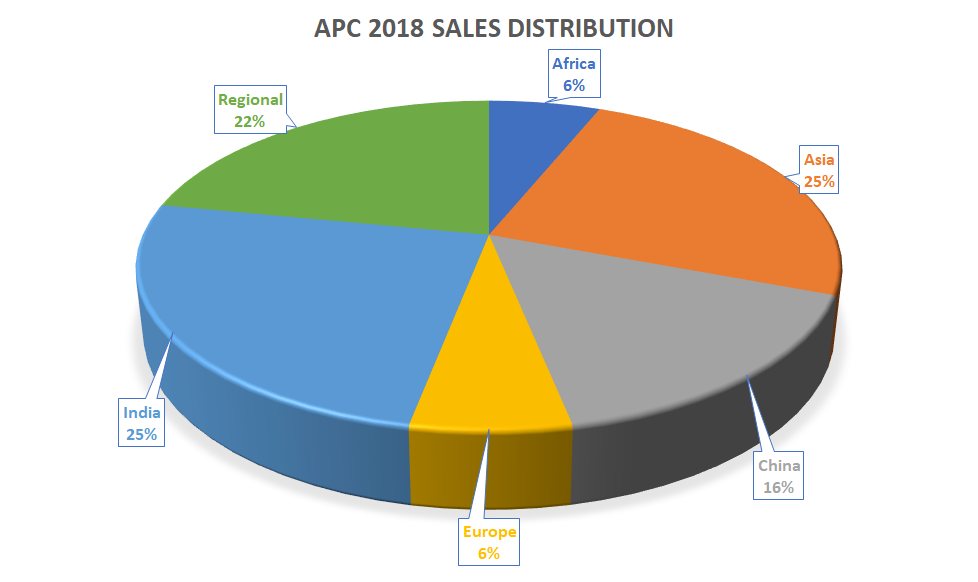 APC 2018 SALES DISTRIBUTION
Africa
6%
Regional
22%
Asia
25%
India
25%
China
16%
Europe
6%